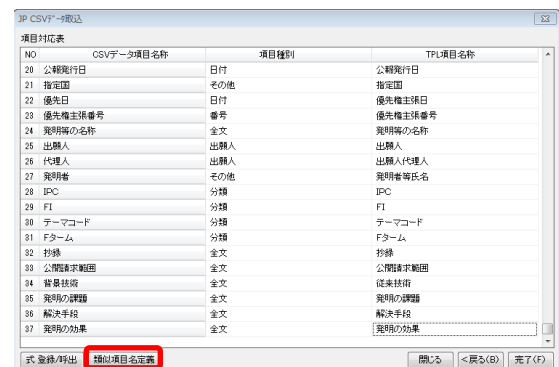 JP CSVﾃﾞｰﾀ取込
項目対応表
NO CSVデータ項目名称 項目種別 TPL項目名称
20 公報発行日 日付 公報発行日
21 指定国 その他 指定国
22 優先日 日付 優先権主張日
23 優先権主張番号 番号 優先権主張番号
24 発明等の名称 全文 発明等の名称
25 出願人 出願人 出願人
26 代理人 出願人 出願人代理人
27 発明者 その他 発明者等氏名
28 IPC 分類 IPC
29 FI 分類 FI
30 テーマコード 分類 テーマコード
31 Fターム 分類 Fターム
32 抄録 全文 抄録
33 公開請求範囲 全文 公開請求範囲
34 背景技術 全文 従来技術
35 発明の課題 全文 発明の課題
36 解決手段 全文 解決手段
37 発明の効果 全文 発明の効果
式 登録/呼出 類似項目名定義 閉じる <戻る(B) 完了(F)